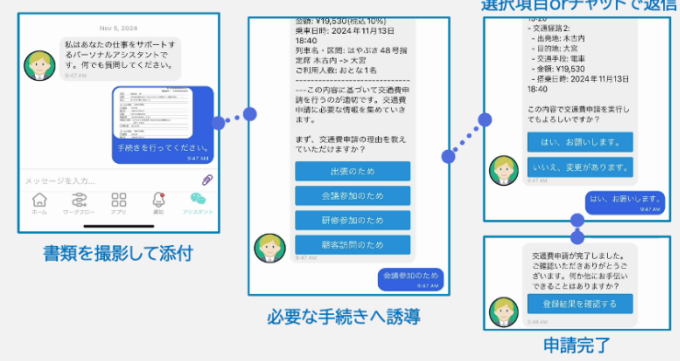 Nov 5, 2024
私はあなたの仕事をサポートす
るパーソナルアシスタントで
す。何でも質問してください。
9:47 AM
手続きを行ってください。
9:47 AM
メッセージを入力...
ホーム
ワークフロー
アプリ
通知
アシスタント
書類を撮影して添付
金額: ¥19,530(税込10%)
乗車日時: 2024年11月13日
18:40
列車名・区間: はやぶさ48号指
定席 木古内 -> 大宮
ご利用人数: おとな1名
---この内容に基づいて交通費申
請を行うのが適切です。交通費
申請に必要な情報を集めていき
ます。
まず、交通費申請の理由を教え
ていただけますか？
出張のため
会議参加のため
研修参加のため
顧客訪問のため
9:47 AM
会議参加のため
9:47 AM
必要な手続きへ誘導
選択項目orチャットで返信
- 交通経路2:
- 出発地: 木古内
- 目的地: 大宮
- 交通手段: 電車
- 金額: ¥19,530
- 搭乗日時: 2024年11月13日
18:40
この内容で交通費申請を実行し
てもよろしいですか？
はい、お願いします。
いいえ、変更があります。
9:47 AM
はい、お願いします。
9:47 AM
交通費申請が完了しました。
ご確認いただきありがとうご
ざいます。何か他にお手伝い
できることはありますか？
登録結果を確認する
9:48 AM
申請完了